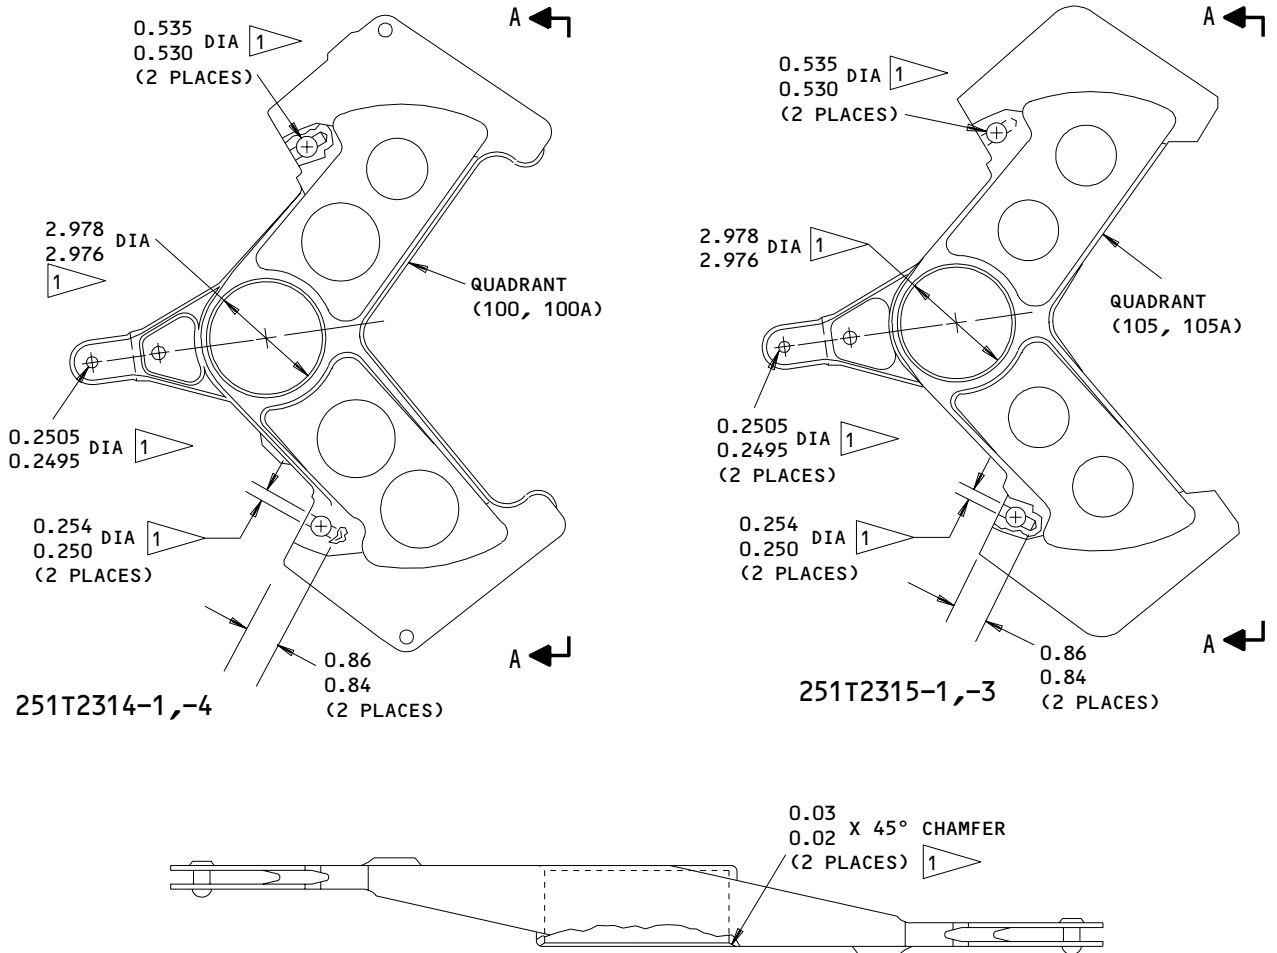 0.535
0.530 DIA 1
(2 PLACES)
A
2.978
2.976 DIA
1
QUADRANT
(100, 100A)
0.2505
0.2495 DIA 1
0.254
0.250 DIA 1
(2 PLACES)
0.86
0.84
(2 PLACES)
A
251T2314-1,-4
0.535
0.530 DIA 1
(2 PLACES)
A
2.978
2.976 DIA 1
QUADRANT
(105, 105A)
0.2505
0.2495 DIA 1
(2 PLACES)
0.254
0.250 DIA 1
(2 PLACES)
0.86
0.84
(2 PLACES)
A
251T2315-1,-3
0.03
0.02 X 45° CHAMFER
(2 PLACES) 1